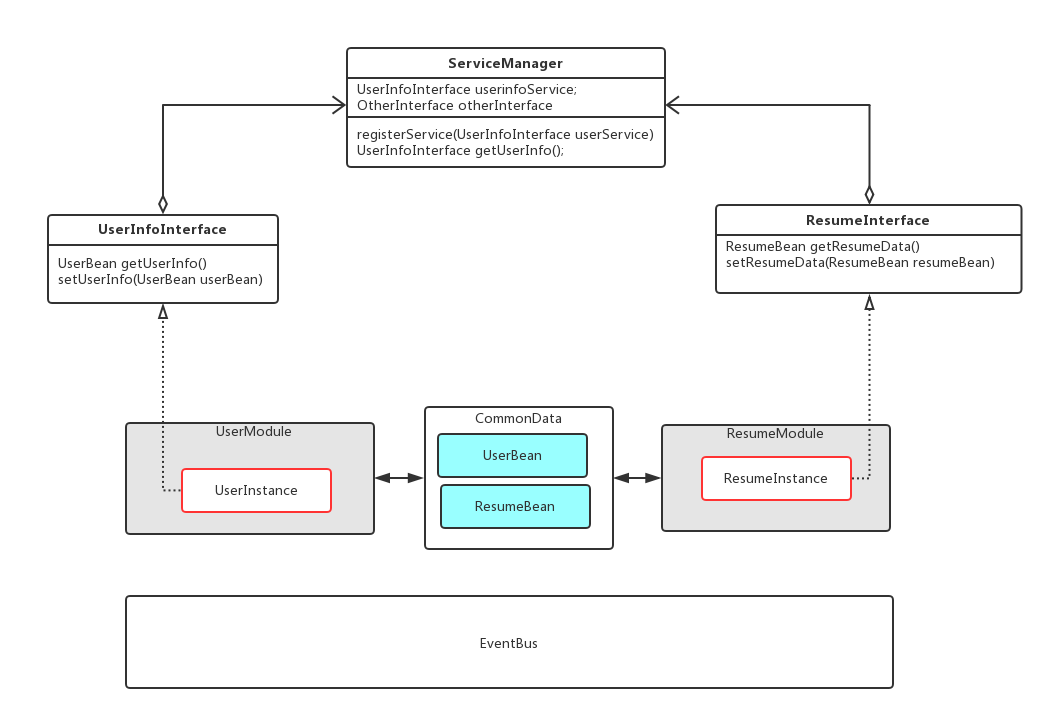 ServiceManager
UserInfoInterface userinfoService;
OtherInterface otherInterface
registerService(UserInfoInterface userService)
UserInfoInterface getUserInfo();
UserInfoInterface
UserBean getUserInfo()
setUserInfo(UserBean userBean)
ResumeInterface
ResumeBean getResumeData()
setResumeData(ResumeBean resumeBean)
UserModule
UserInstance
CommonData
UserBean
ResumeBean
ResumeModule
ResumeInstance
EventBus